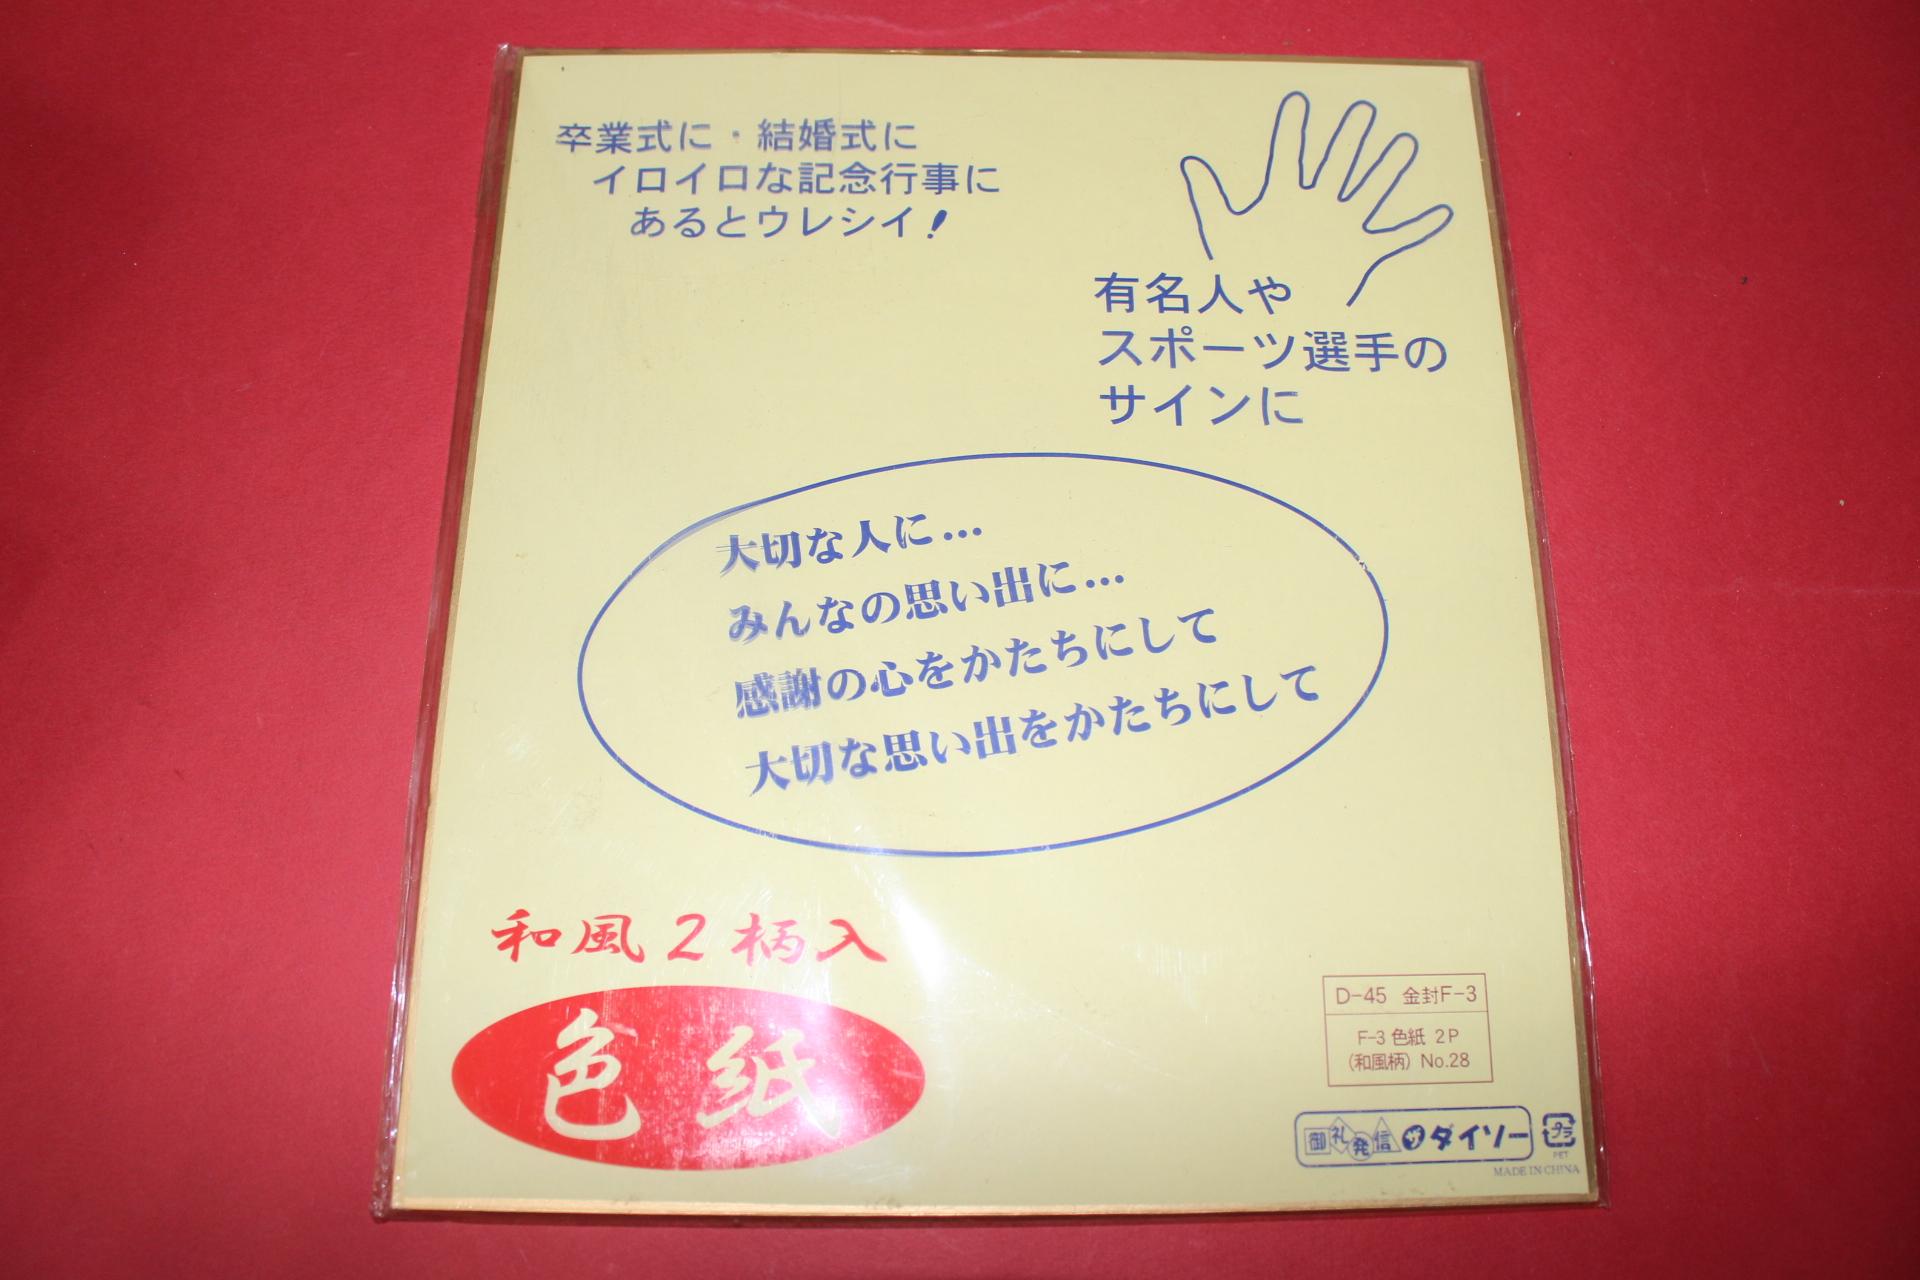 卒業式に・結婚式に
イロイロな記念行事に
あるとウレシイ!
有名人や
スポーツ選手の
サインに
大切な人に…
みんなの思い出に…
感謝の心をかたちにして
大切な思い出をかたちにして
和風2柄入
色紙
D-45 金封F-3
F-3 色紙 2P
(和風柄) No.28
御礼発信 ザ ダイソー
プラ
PET
MADE IN CHINA